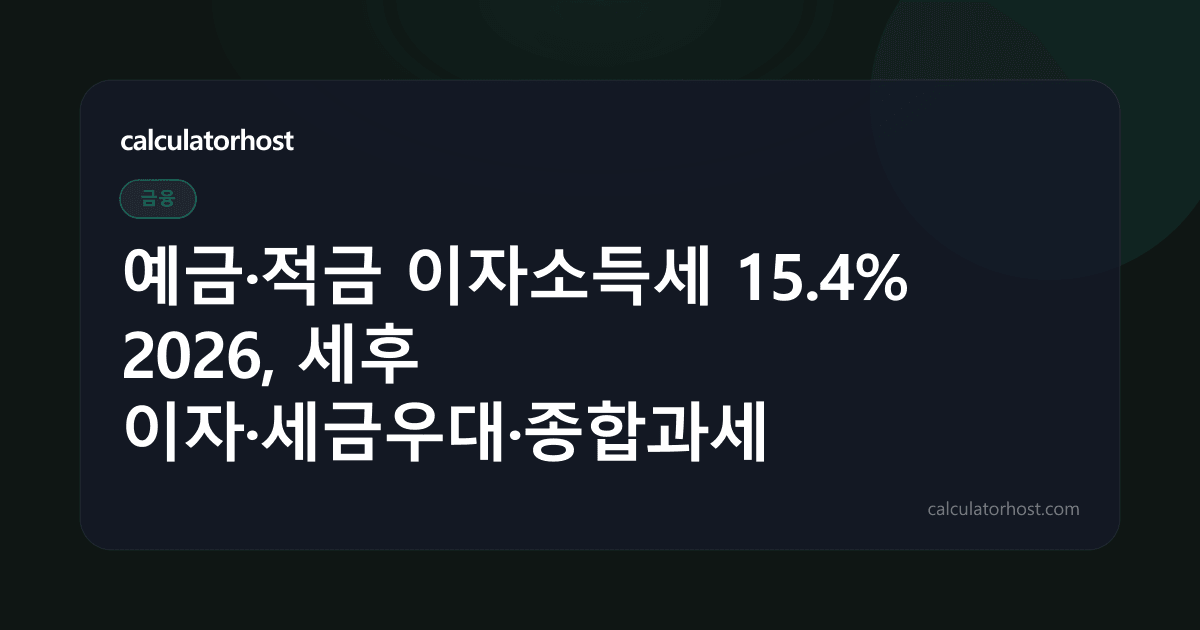 calculatorhost
금융
예금·적금 이자소득세 15.4%
2026, 세후
이자·세금우대·종합과세
calculatorhost.com